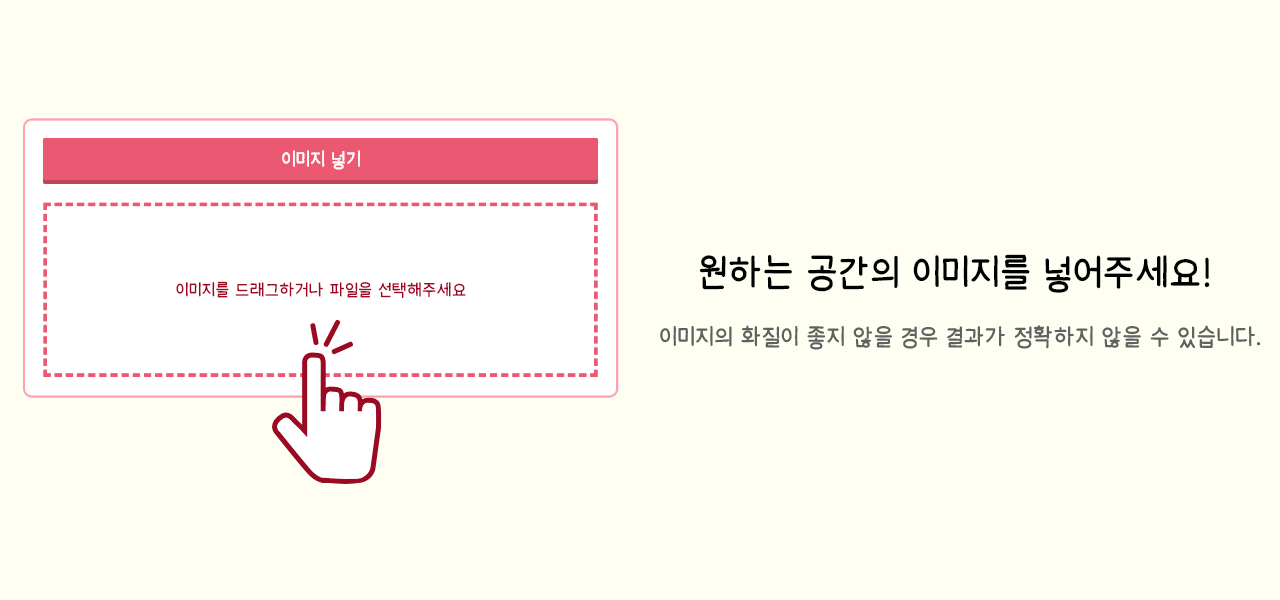 이미지 넣기
이미지를 드래그하거나 파일을 선택해주세요
원하는 공간의 이미지를 넣어주세요!
이미지의 화질이 좋지 않을 경우 결과가 정확하지 않을 수 있습니다.